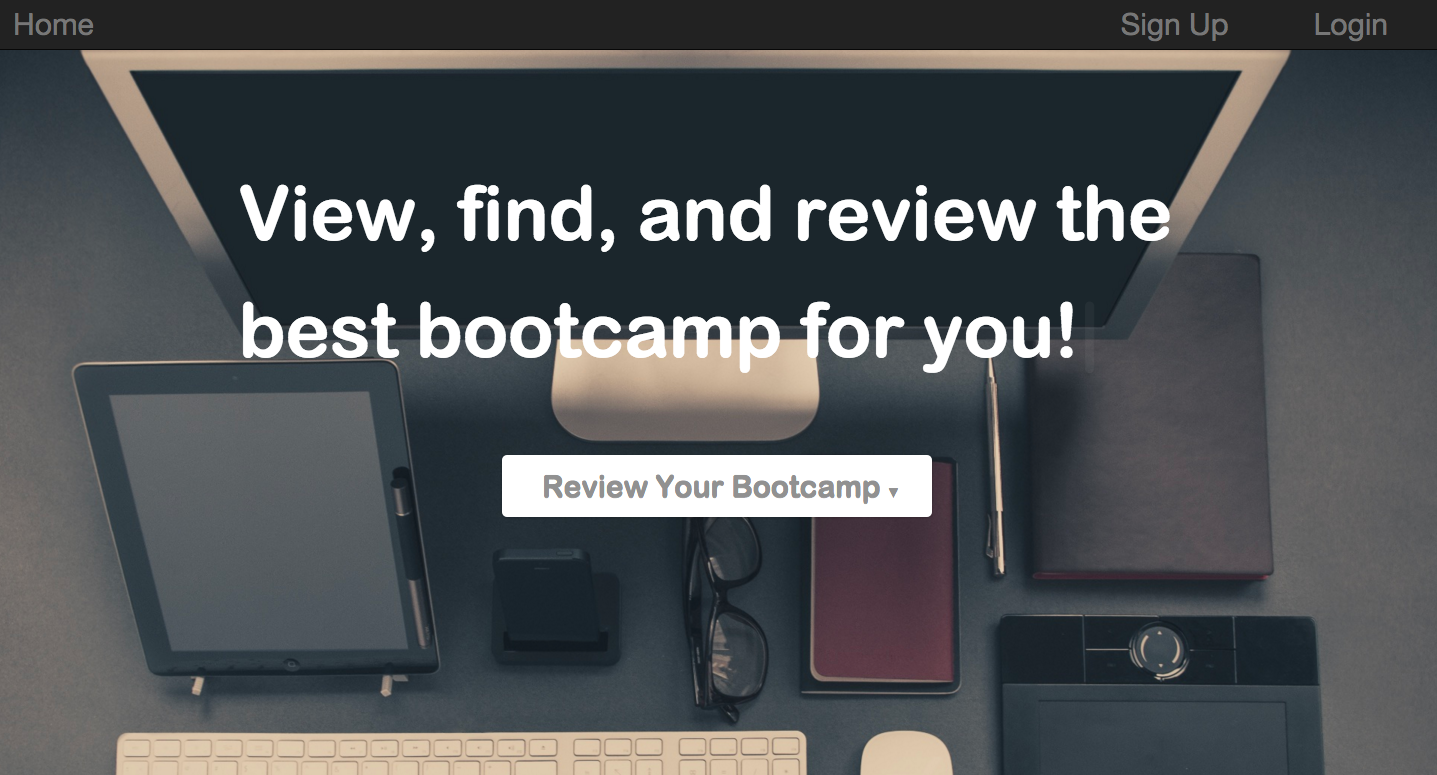 Home Sign Up Login
View, find, and review the
best bootcamp for you!
Review Your Bootcamp ▾